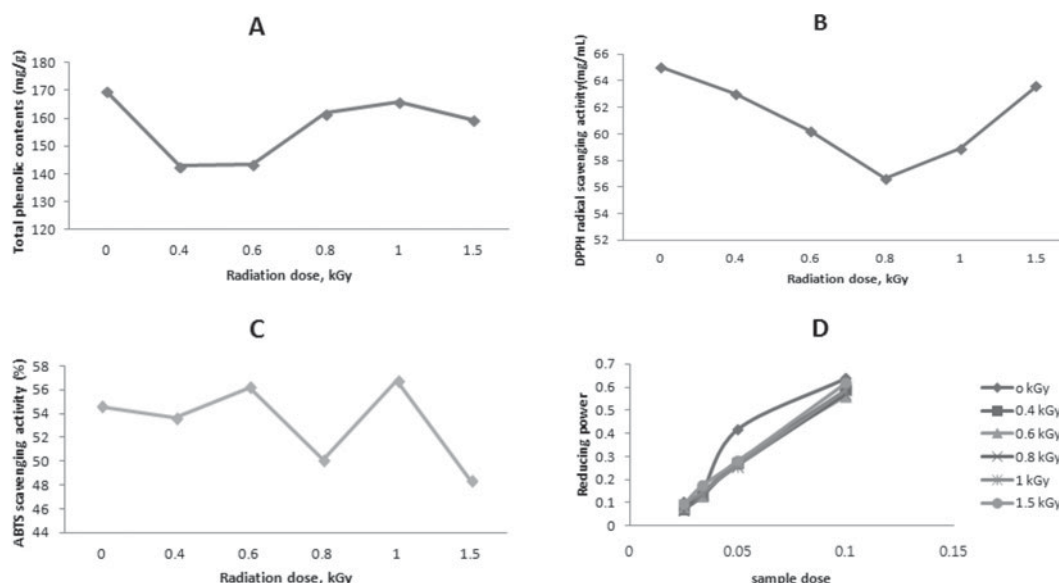 A
Total phenolic contents (mg/g)
180
170
160
150
140
130
120
0 0.4 0.6 0.8 1 1.5
Radiation dose, kGy
B
DPPH radical scavenging activity(mg/mL)
66
64
62
60
58
56
54
52
0 0.4 0.6 0.8 1 1.5
Radiation dose, kGy
C
ABTS scavenging activity (%)
58
56
54
52
50
48
46
44
0 0.4 0.6 0.8 1 1.5
Radiation dose, kGy
D
Reducing power
0.7
0.6
0.5
0.4
0.3
0.2
0.1
0
0 0.05 0.1 0.15
sample dose
o kGy
0.4 kGy
0.6 kGy
0.8 kGy
1 kGy
1.5 kGy